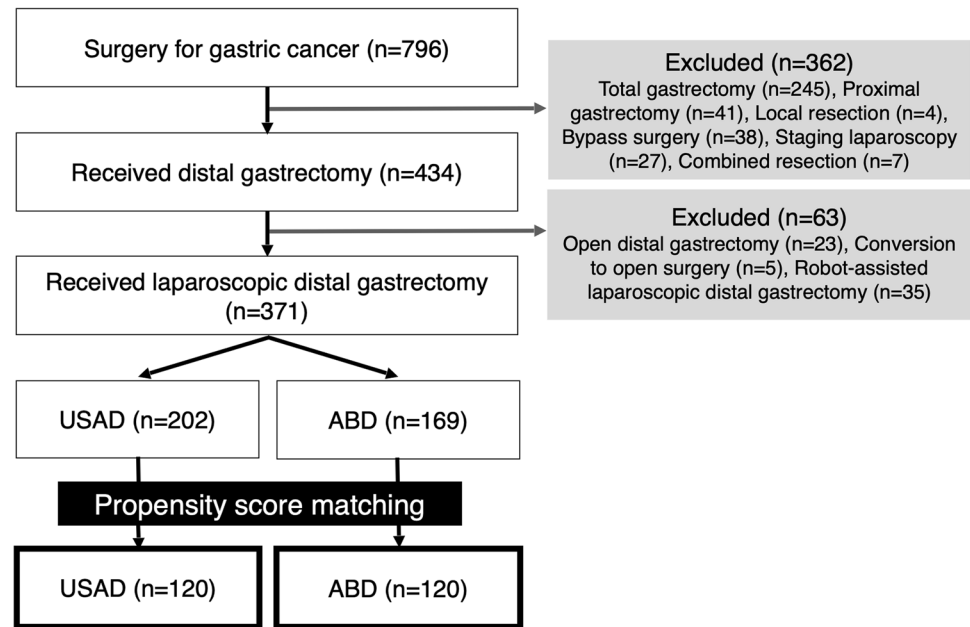 Surgery for gastric cancer (n=796)
Excluded (n=362)
Total gastrectomy (n=245), Proximal
gastrectomy (n=41), Local resection (n=4),
Bypass surgery (n=38), Staging laparoscopy
(n=27), Combined resection (n=7)
Received distal gastrectomy (n=434)
Excluded (n=63)
Open distal gastrectomy (n=23), Conversion
to open surgery (n=5), Robot-assisted
laparoscopic distal gastrectomy (n=35)
Received laparoscopic distal gastrectomy
(n=371)
USAD (n=202)
ABD (n=169)
Propensity score matching
USAD (n=120)
ABD (n=120)